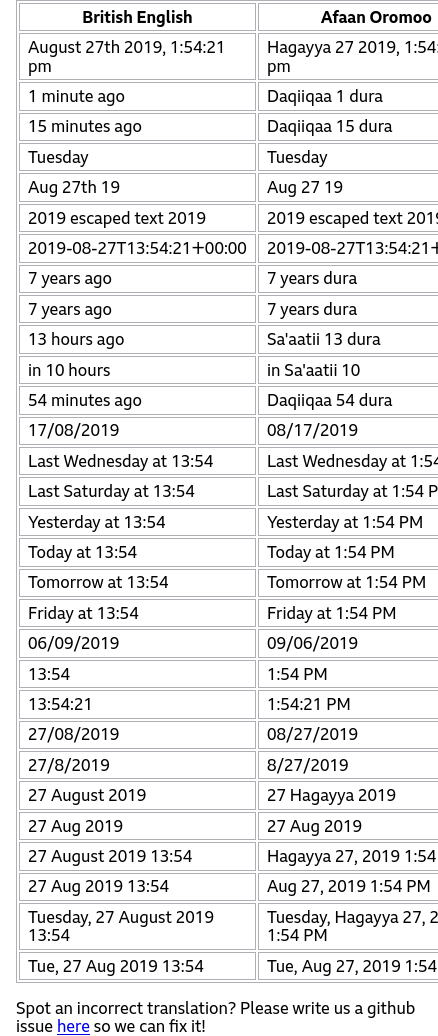 British English Afaan Oromoo
August 27th 2019, 1:54:21 Hagayya 27 2019,
pm pm
1 minute ago Daqiiqaa 1 dura
15 minutes ago Daqiiqaa 15 dura
Tuesday Tuesday
Aug 27th 19 Aug 27 19
2019 escaped text 2019 2019 escaped text
2019-08-27T13:54:21+00:00 2019-08-27T13:54:21+
7 years ago 7 years dura
7 years ago 7 years dura
13 hours ago Sa'aatii 13 dura
in 10 hours in Sa'aatii 10
54 minutes ago Daqiiqaa 54 dura
17/08/2019 08/17/2019
Last Wednesday at 13:54 Last Wednesday at
Last Saturday at 13:54 Last Saturday at 1:54
Yesterday at 13:54 Yesterday at 1:54 PM
Today at 13:54 Today at 1:54 PM
Tomorrow at 13:54 Tomorrow at 1:54 PM
Friday at 13:54 Friday at 1:54 PM
06/09/2019 09/06/2019
13:54 1:54 PM
13:54:21 1:54:21 PM
27/08/2019 08/27/2019
27/8/2019 8/27/2019
27 August 2019 27 Hagayya 2019
27 Aug 2019 27 Aug 2019
27 August 2019 13:54 Hagayya 27, 2019 1:54
27 Aug 2019 13:54 Aug 27, 2019 1:54 PM
Tuesday, 27 August 2019 Tuesday, Hagayya 27,
13:54 1:54 PM
Tue, 27 Aug 2019 13:54 Tue, Aug 27, 2019 1:54
Spot an incorrect translation? Please write us a github
issue here so we can fix it!